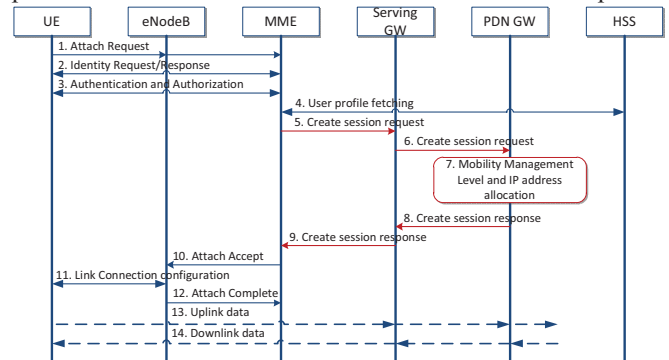 UE
eNodeB
MME
Serving
GW
PDN GW
HSS
1. Attach Request
2. Identity Request/Response
3. Authentication and Authorization
4. User profile fetching
5. Create session request
6. Create session request
7. Mobility Management
Level and IP address
allocation
8. Create session response
9. Create session response
10. Attach Accept
11. Link Connection configuration
12. Attach Complete
13. Uplink data
14. Downlink data